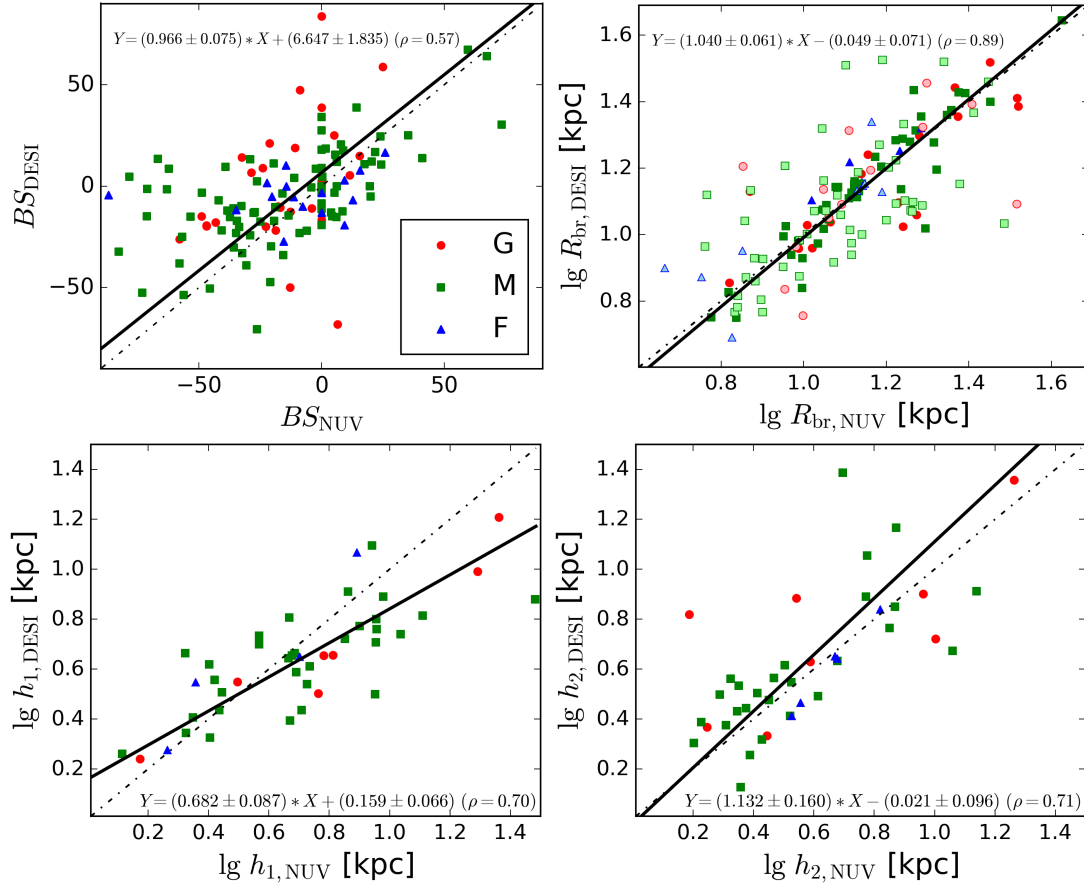 Y = (0.966 ± 0.075) * X + (6.647 ± 1.835) (ρ = 0.57)
50
0
−50
BS_DESI
G
M
F
−50 0 50
BS_NUV
Y = (1.040 ± 0.061) * X − (0.049 ± 0.071) (ρ = 0.89)
1.6
1.4
1.2
1.0
0.8
lg R_br, DESI [kpc]
0.8 1.0 1.2 1.4 1.6
lg R_br, NUV [kpc]
1.4
1.2
1.0
0.8
0.6
0.4
0.2
lg h_1, DESI [kpc]
Y = (0.682 ± 0.087) * X + (0.159 ± 0.066) (ρ = 0.70)
0.2 0.4 0.6 0.8 1.0 1.2 1.4
lg h_1, NUV [kpc]
1.4
1.2
1.0
0.8
0.6
0.4
0.2
lg h_2, DESI [kpc]
Y = (1.132 ± 0.160) * X − (0.021 ± 0.096) (ρ = 0.71)
0.2 0.4 0.6 0.8 1.0 1.2 1.4
lg h_2, NUV [kpc]